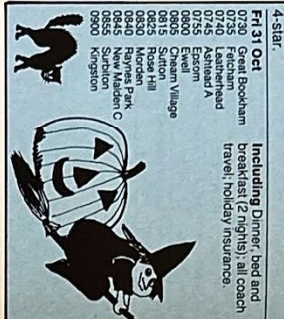 4-star.
Fri 31 Oct
0730 Great Bookham
0735 Fetcham
0740 Leatherhead
0745 Ashtead A
0755 Epsom
0800 Ewell
0805 Cheam Village
0815 Sutton
0825 Rose Hill
0830 Morden
0840 Raynes Park
0845 New Malden C
0855 Surbiton
0900 Kingston
Including Dinner, bed and
breakfast (2 nights); all coach
travel; holiday insurance.